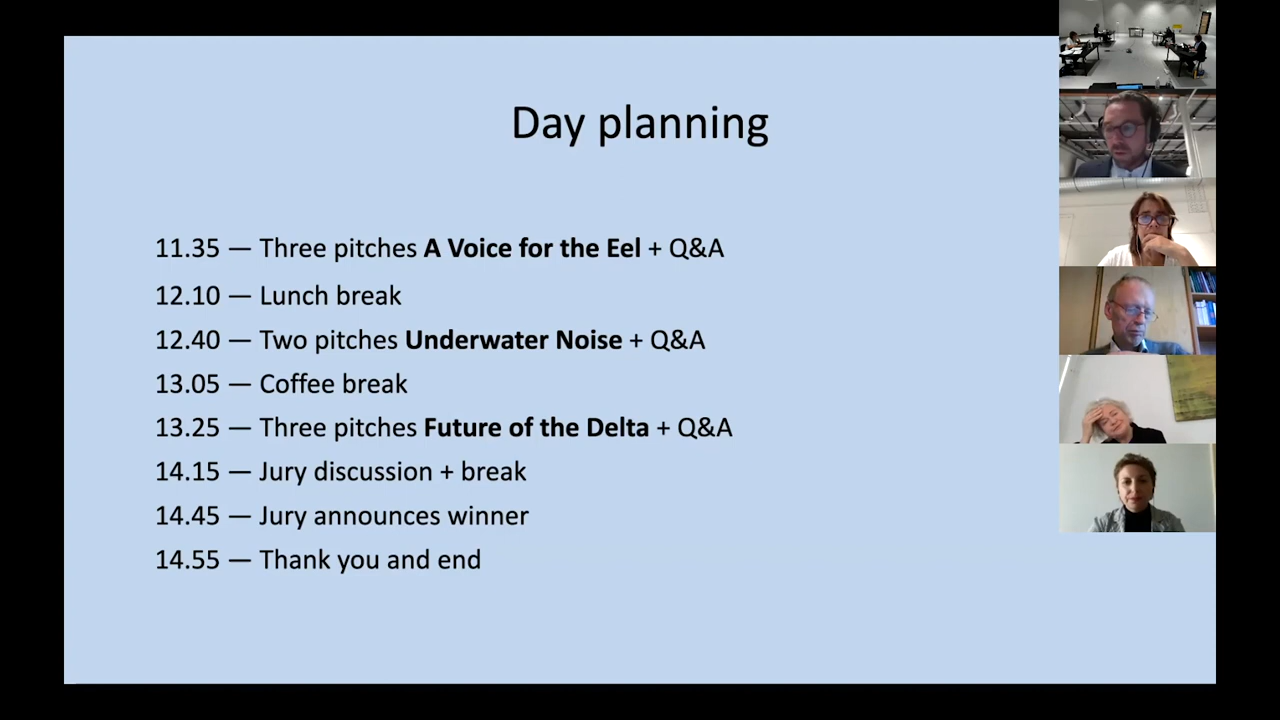 Day planning
11.35 — Three pitches A Voice for the Eel + Q&A
12.10 — Lunch break
12.40 — Two pitches Underwater Noise + Q&A
13.05 — Coffee break
13.25 — Three pitches Future of the Delta + Q&A
14.15 — Jury discussion + break
14.45 — Jury announces winner
14.55 — Thank you and end